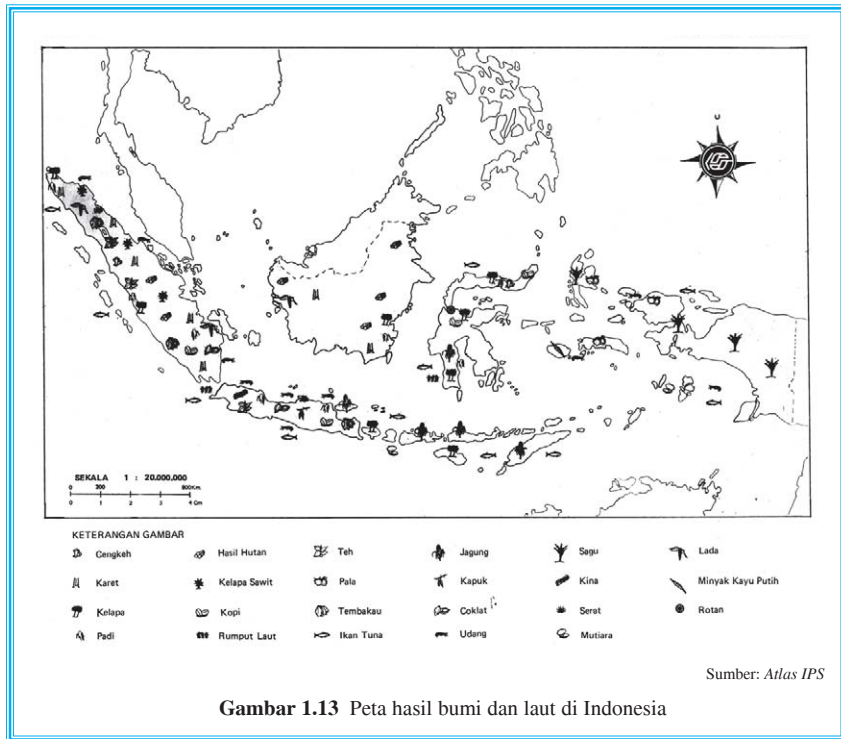 SEKALA 1 : 20.000,000
0 200 800Km.
0 1 2 3 4 Cm
KETERANGAN GAMBAR
Cengkeh Hasil Hutan Teh Jagung Sagu Lada
Karet Kelapa Sawit Pala Kapuk Kina Minyak Kayu Putih
Kelapa Kopi Tembakau Coklat Serat Rotan
Padi Rumput Laut Ikan Tuna Udang Mutiara
Sumber: Atlas IPS
Gambar 1.13 Peta hasil bumi dan laut di Indonesia